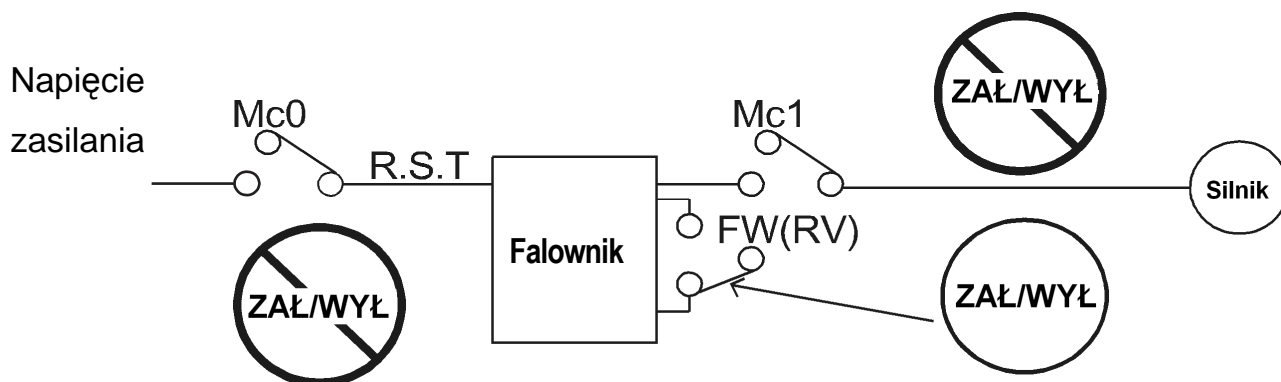 Napięcie
zasilania
Mc0
R.S.T
ZAŁ/WYŁ
Falownik
Mc1
FW(RV)
ZAŁ/WYŁ
ZAŁ/WYŁ
Silnik